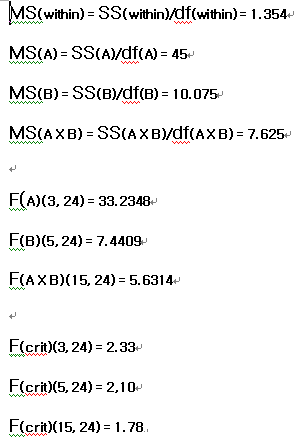 MS(within) = SS(within)/df(within) = 1.354
MS(A) = SS(A)/df(A) = 45
MS(B) = SS(B)/df(B) = 10.075
MS(A X B) = SS(A X B)/df(A X B) = 7.625
F(A)(3, 24) = 33.2348
F(B)(5, 24) = 7.4409
F(A X B)(15, 24) = 5.6314
F(crit)(3, 24) = 2.33
F(crit)(5, 24) = 2,10
F(crit)(15, 24) = 1.78